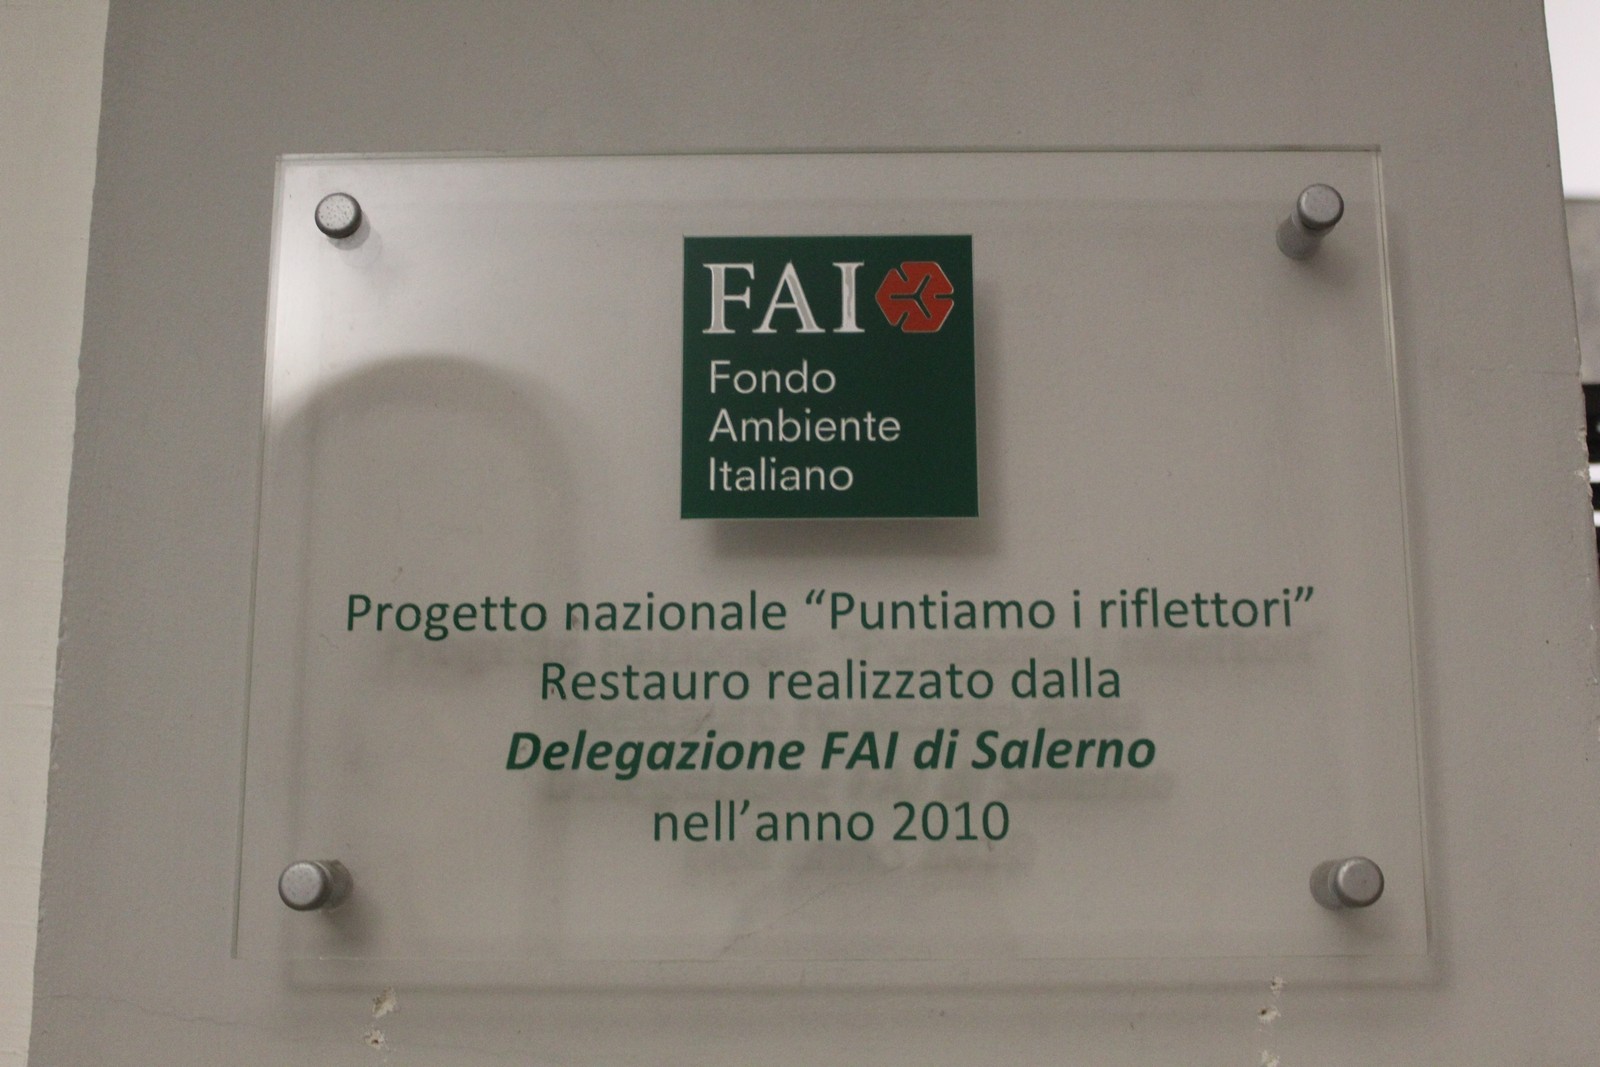 FAI
Fondo
Ambiente
Italiano
Progetto nazionale “Puntiamo i riflettori”
Restauro realizzato dalla
Delegazione FAI di Salerno
nell’anno 2010